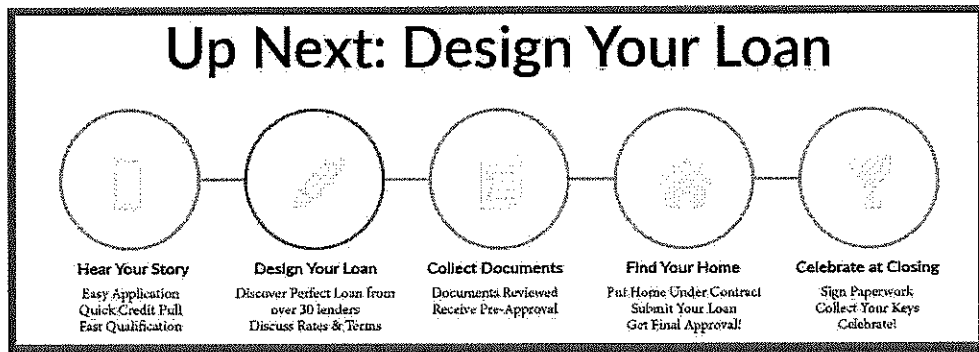 Up Next: Design Your Loan
Hear Your Story
Easy Application
Quick Credit Pull
Fast Qualification
Design Your Loan
Discover Perfect Loan from
over 30 lenders
Discuss Rates & Terms
Collect Documents
Documents Reviewed
Receive Pre-Approval
Find Your Home
Put Home Under Contract
Submit Your Loan
Get Final Approval!
Celebrate at Closing
Sign Paperwork
Collect Your Keys
Celebrate!